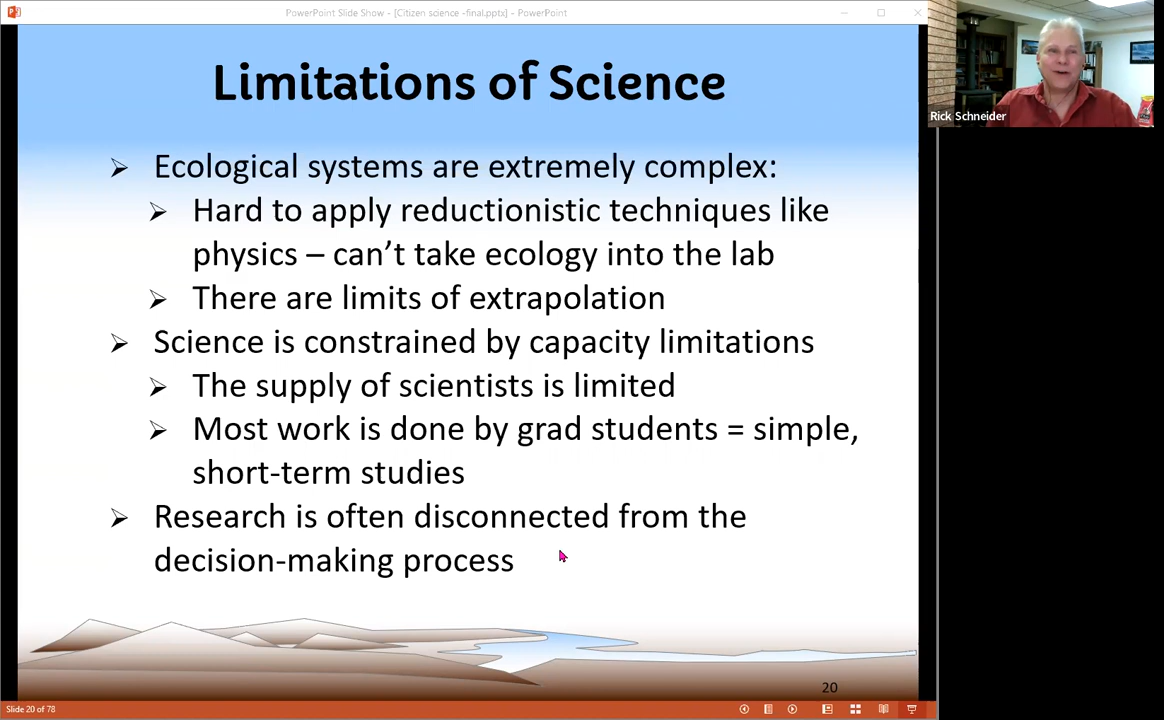 PowerPoint Slide Show - [Citizen science -final.pptx] - PowerPoint
Limitations of Science
Rick Schneider
Ecological systems are extremely complex:
Hard to apply reductionistic techniques like
physics – can't take ecology into the lab
There are limits of extrapolation
Science is constrained by capacity limitations
The supply of scientists is limited
Most work is done by grad students = simple,
short-term studies
Research is often disconnected from the
decision-making process
20
Slide 20 of 78